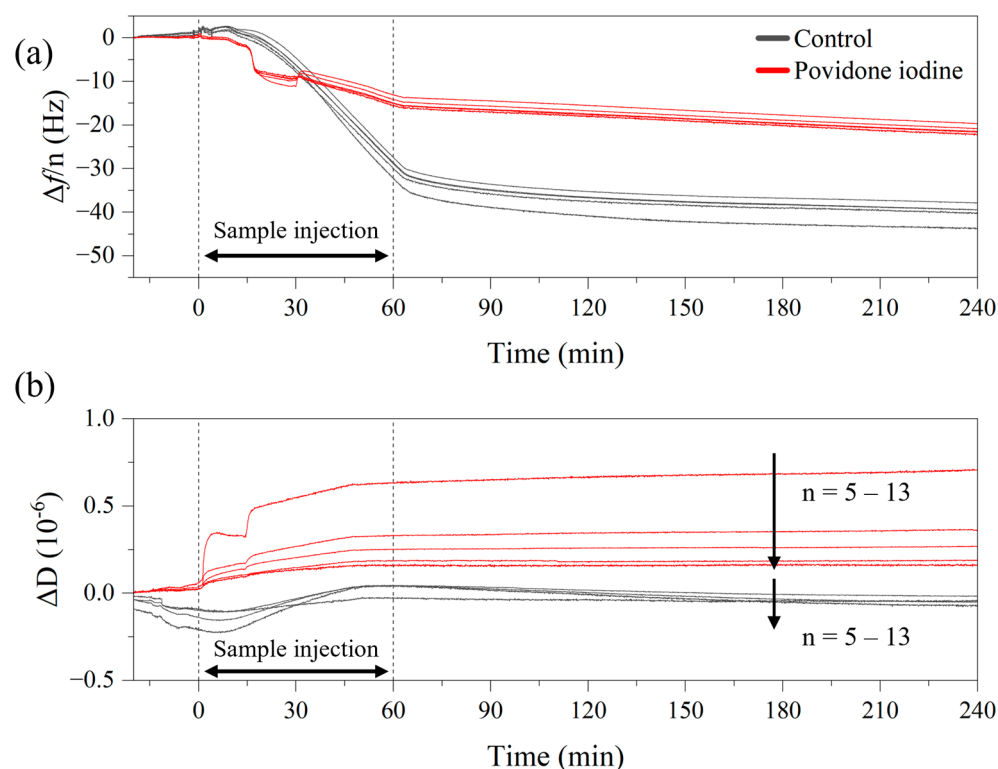 (a)
Control
Povidone iodine
0
−10
−20
−30
−40
−50
Δf/n (Hz)
Sample injection
0 30 60 90 120 150 180 210 240
Time (min)
(b)
1.0
0.5
0.0
−0.5
ΔD (10-6)
n = 5 – 13
n = 5 – 13
Sample injection
0 30 60 90 120 150 180 210 240
Time (min)